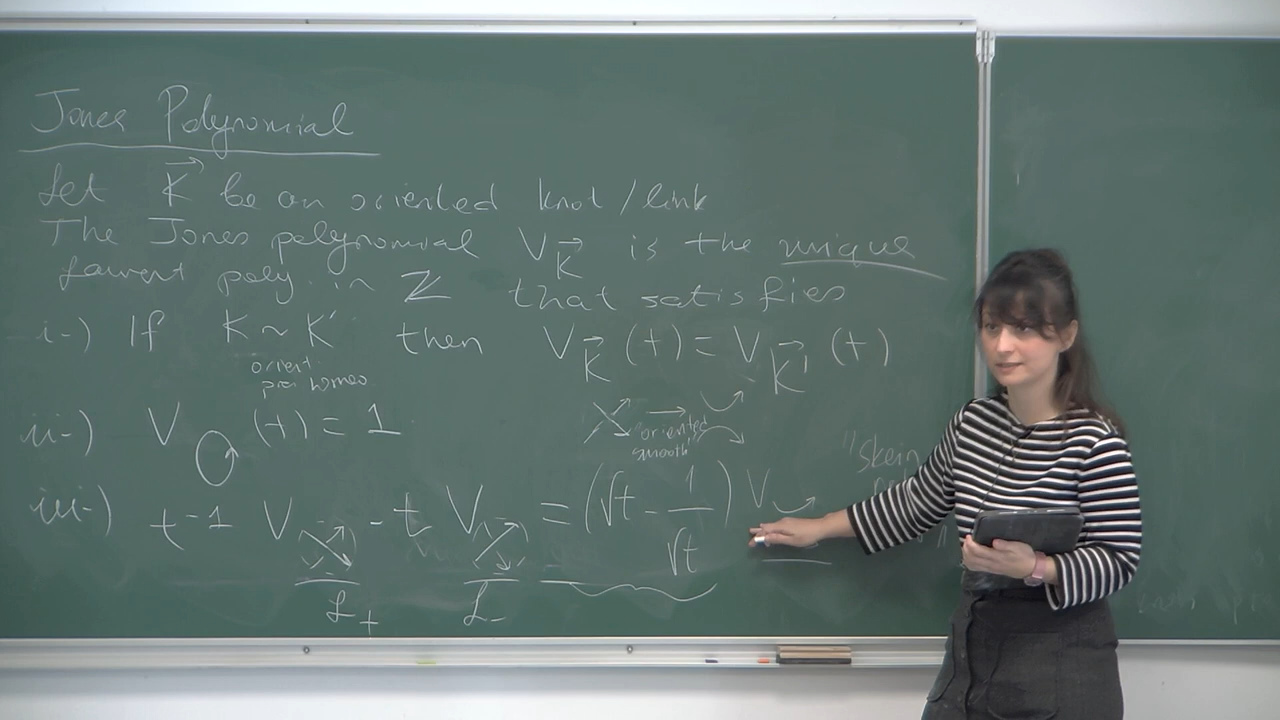 Jones Polynomial
Let K⃗ be an oriented knot/link
The Jones polynomial V_K⃗ is the unique
Laurent poly. in Z that satisfies
i-) If K ~ K' then V_K⃗ (t) = V_K⃗' (t)
orient
pres homeo
ii-) V_O (t) = 1
oriented
smooth
"Skein
iii-) t⁻¹ V - t V = (√t - 1/√t) V
L₊ L₋